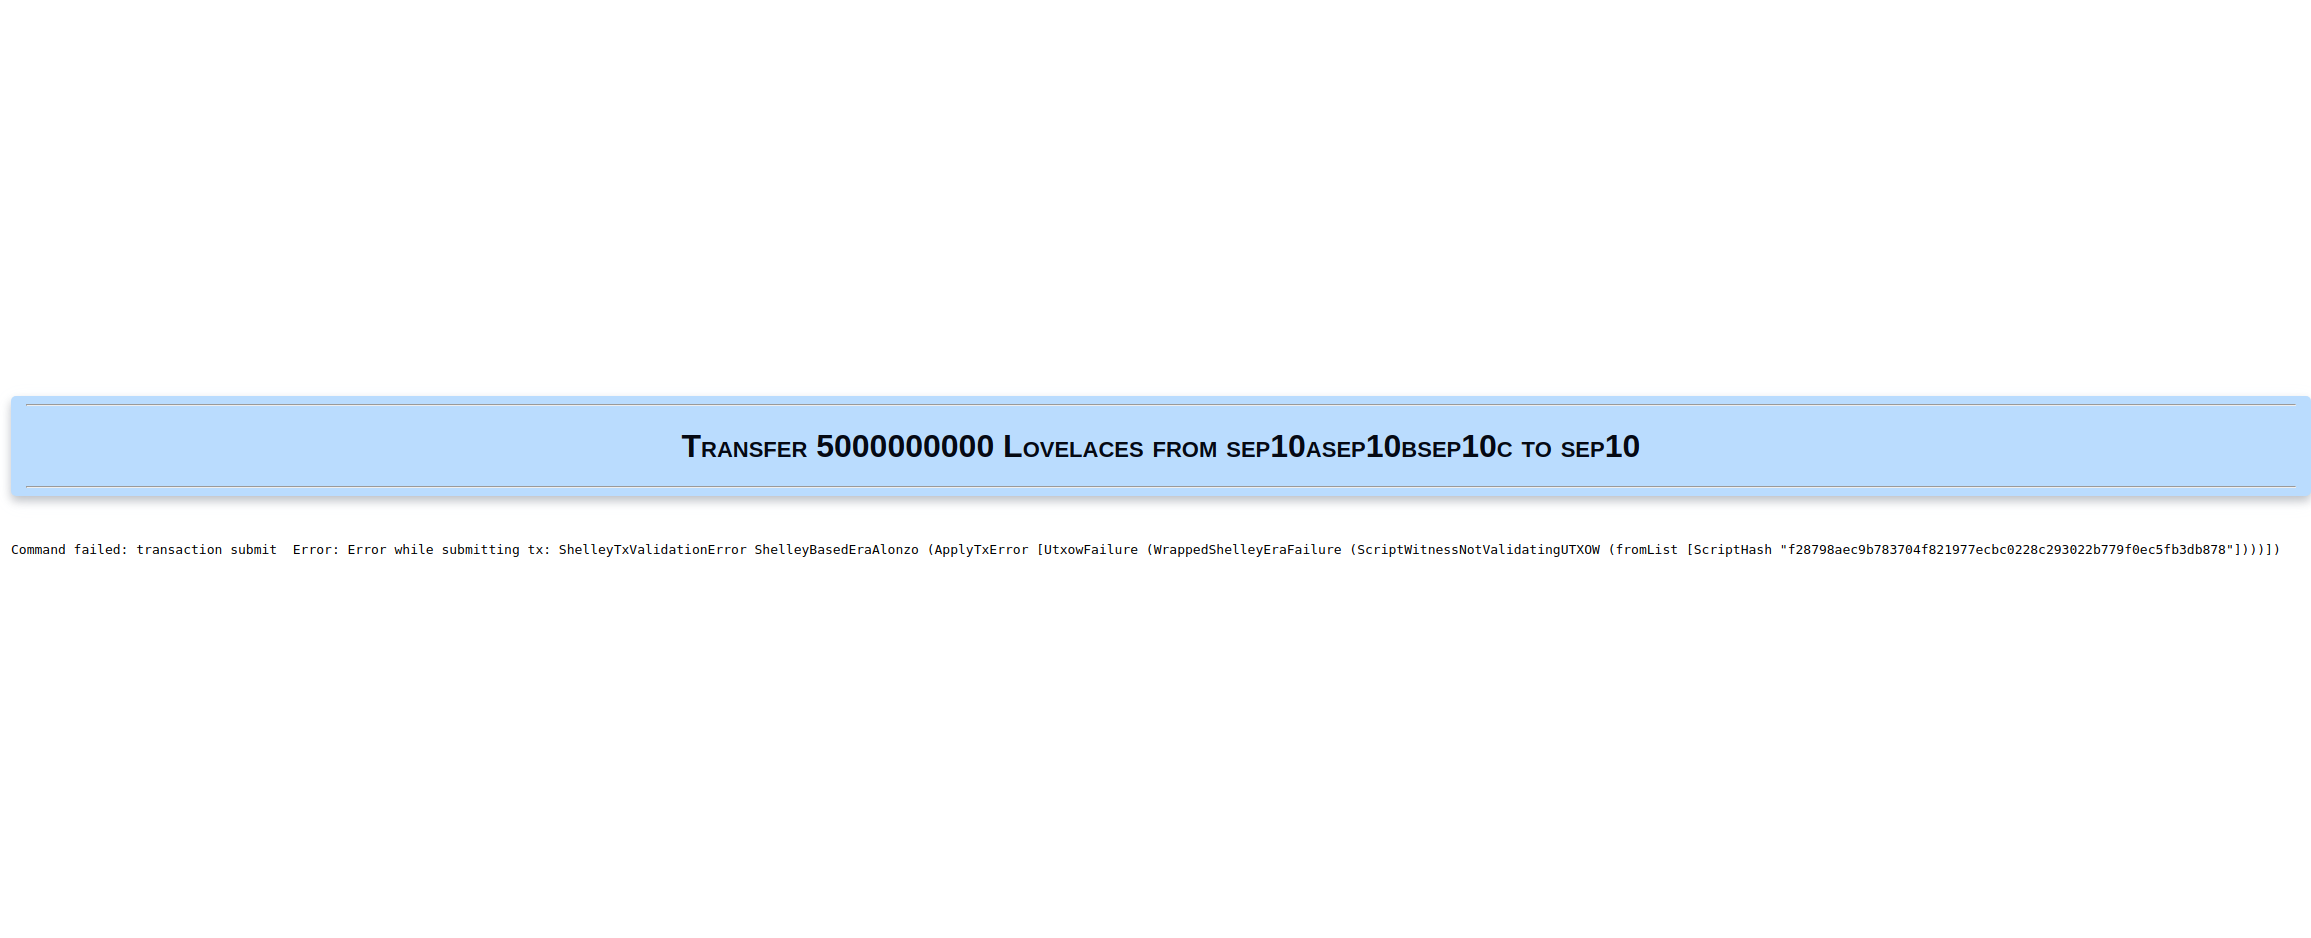 Transfer 5000000000 Lovelaces from sep10asep10bsep10c to sep10
Command failed: transaction submit  Error: Error while submitting tx: ShelleyTxValidationError ShelleyBasedEraAlonzo (ApplyTxError [UtxowFailure (WrappedShelleyEraFailure (ScriptWitnessNotValidatingUTXOW (fromList [ScriptHash "f28798aec9b783704f821977ecbc0228c293022b779f0ec5fb3db878"])))])